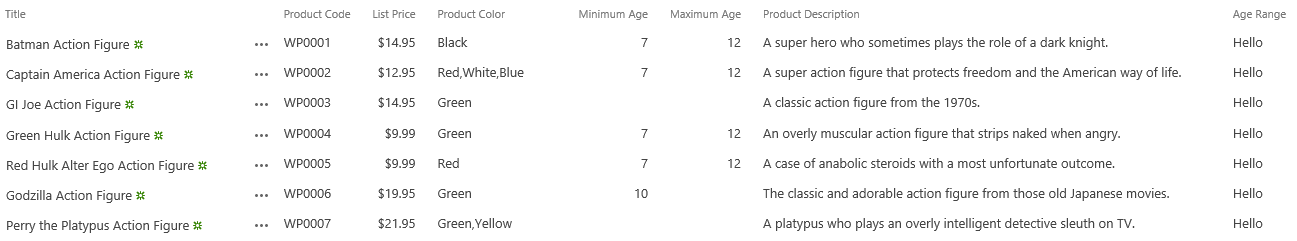 Title Product Code List Price Product Color Minimum Age Maximum Age Product Description Age Range
Batman Action Figure ... WP0001 $14.95 Black 7 12 A super hero who sometimes plays the role of a dark knight. Hello
Captain America Action Figure ... WP0002 $12.95 Red,White,Blue 7 12 A super action figure that protects freedom and the American way of life. Hello
GI Joe Action Figure ... WP0003 $14.95 Green A classic action figure from the 1970s. Hello
Green Hulk Action Figure ... WP0004 $9.99 Green 7 12 An overly muscular action figure that strips naked when angry. Hello
Red Hulk Alter Ego Action Figure ... WP0005 $9.99 Red 7 12 A case of anabolic steroids with a most unfortunate outcome. Hello
Godzilla Action Figure ... WP0006 $19.95 Green 10 The classic and adorable action figure from those old Japanese movies. Hello
Perry the Platypus Action Figure ... WP0007 $21.95 Green,Yellow A platypus who plays an overly intelligent detective sleuth on TV. Hello